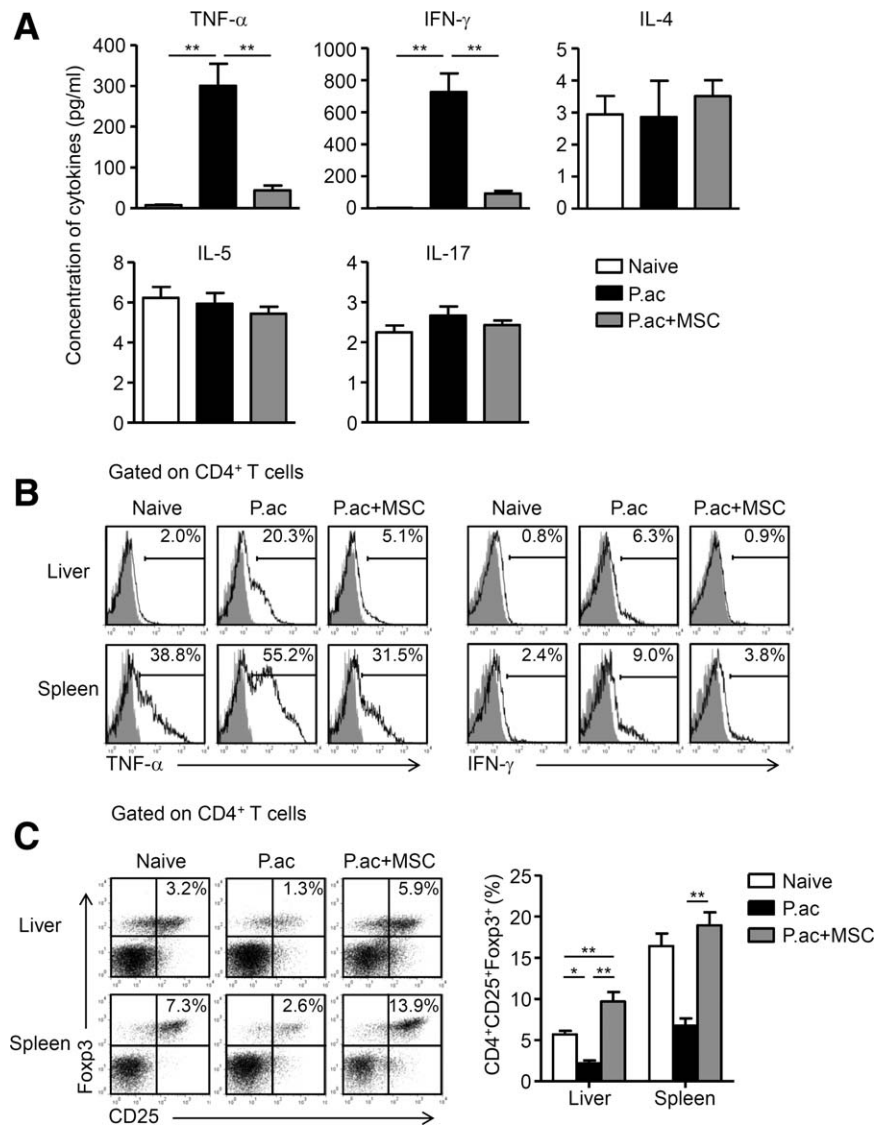 A
TNF-α
IFN-γ
IL-4
Concentration of cytokines (pg/ml)
400
300
200
100
0
** **
1000
800
600
400
200
0
** **
5
4
3
2
1
0
IL-5
IL-17
8
6
4
2
0
4
3
2
1
0
Naive
P.ac
P.ac+MSC
B
Gated on CD4⁺ T cells
Naive P.ac P.ac+MSC Naive P.ac P.ac+MSC
Liver
2.0% 20.3% 5.1% 0.8% 6.3% 0.9%
Spleen
38.8% 55.2% 31.5% 2.4% 9.0% 3.8%
TNF-α
IFN-γ
C
Gated on CD4⁺ T cells
Naive P.ac P.ac+MSC
Liver
3.2% 1.3% 5.9%
Spleen
7.3% 2.6% 13.9%
Foxp3
CD25
CD4⁺CD25⁺Foxp3⁺ (%)
25
20
15
10
5
0
**
* **
**
Liver Spleen
Naive
P.ac
P.ac+MSC